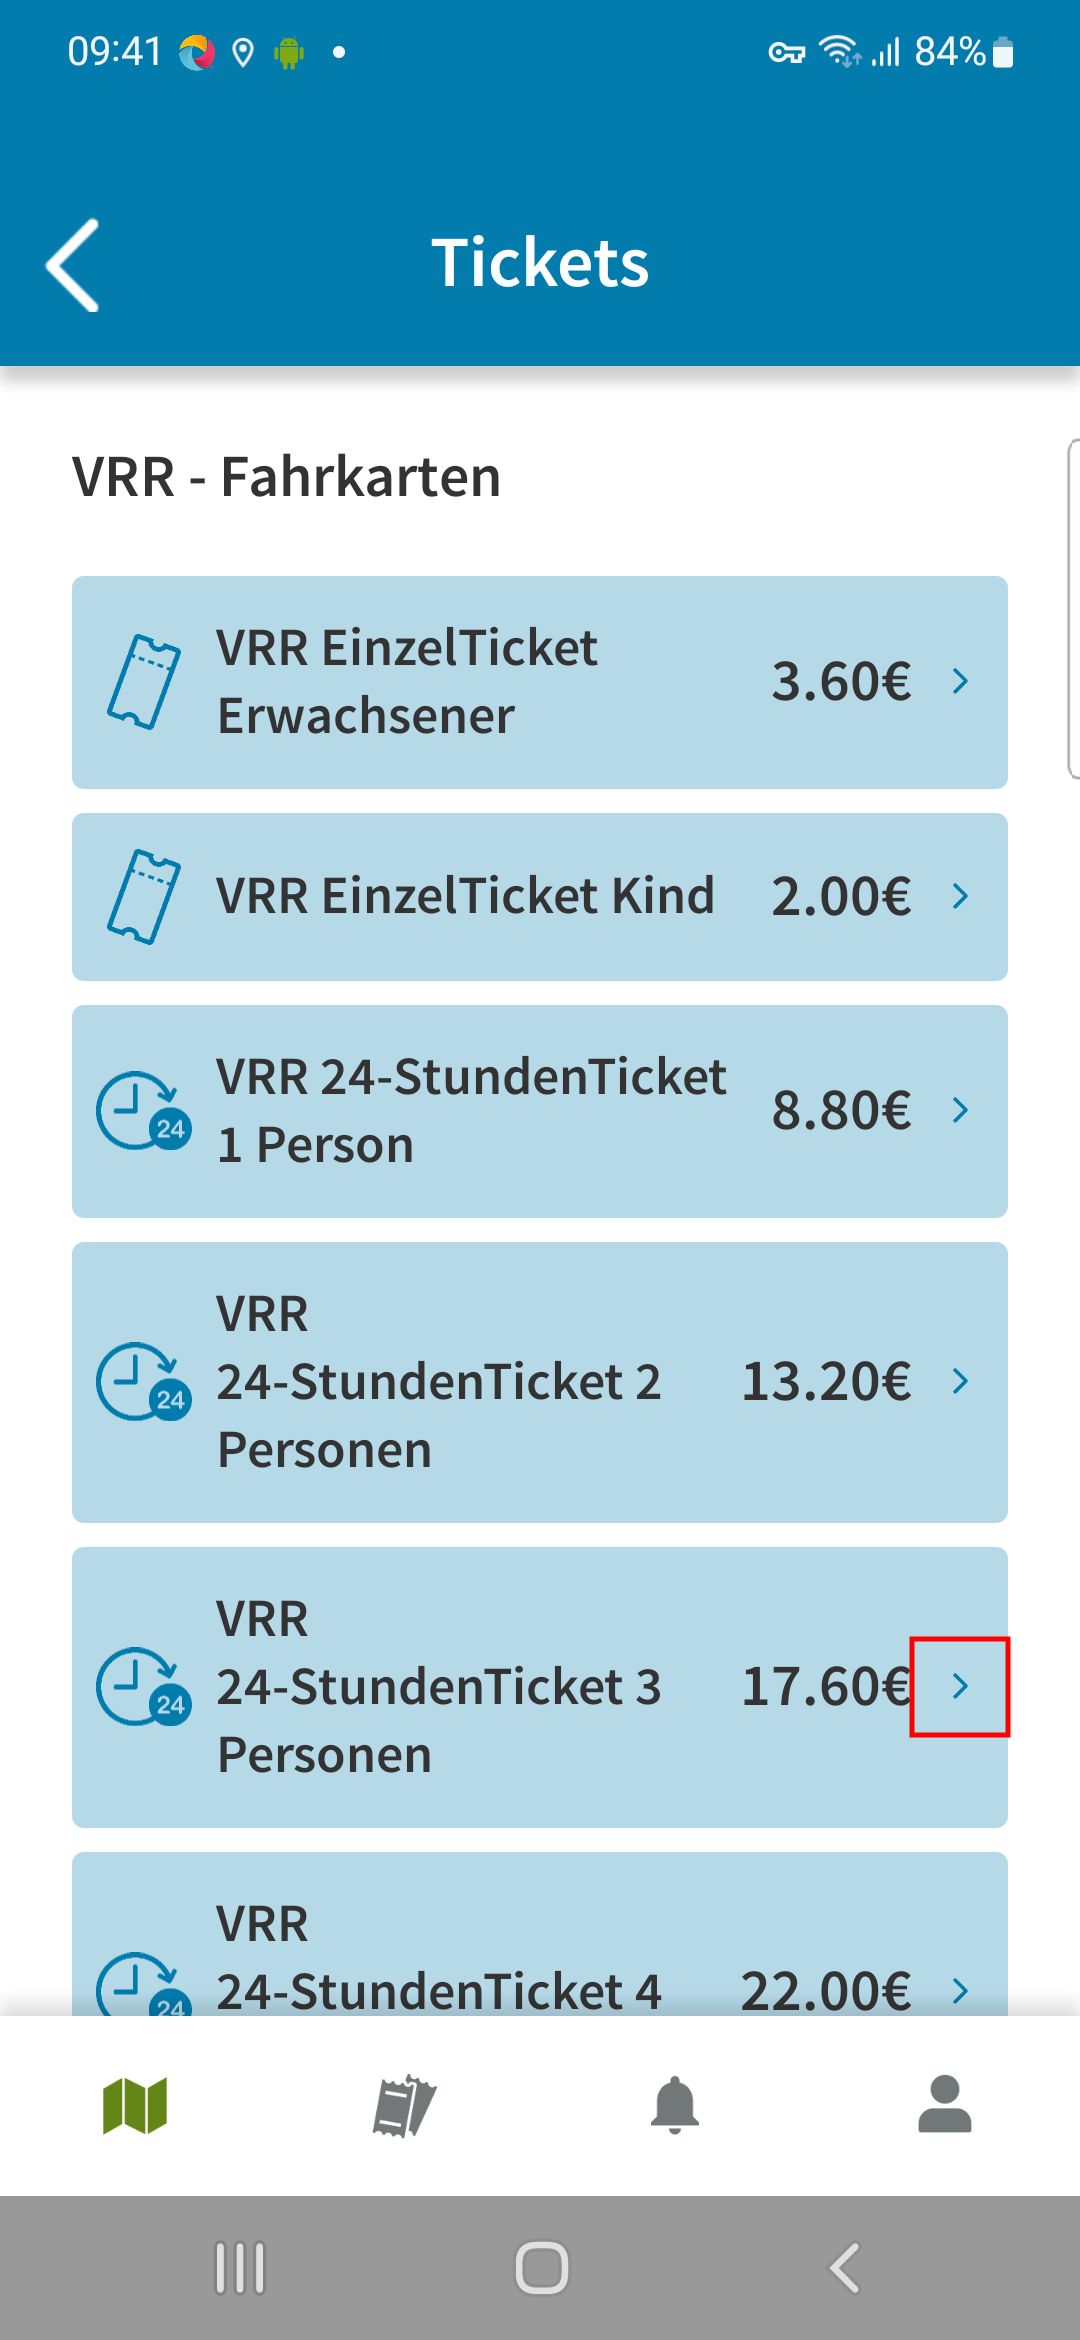 09:41
84%
Tickets
VRR - Fahrkarten
VRR EinzelTicket
Erwachsener
3.60€
VRR EinzelTicket Kind
2.00€
24
VRR 24-StundenTicket
1 Person
8.80€
24
VRR
24-StundenTicket 2
Personen
13.20€
24
VRR
24-StundenTicket 3
Personen
17.60€
24
VRR
24-StundenTicket 4
22.00€
24